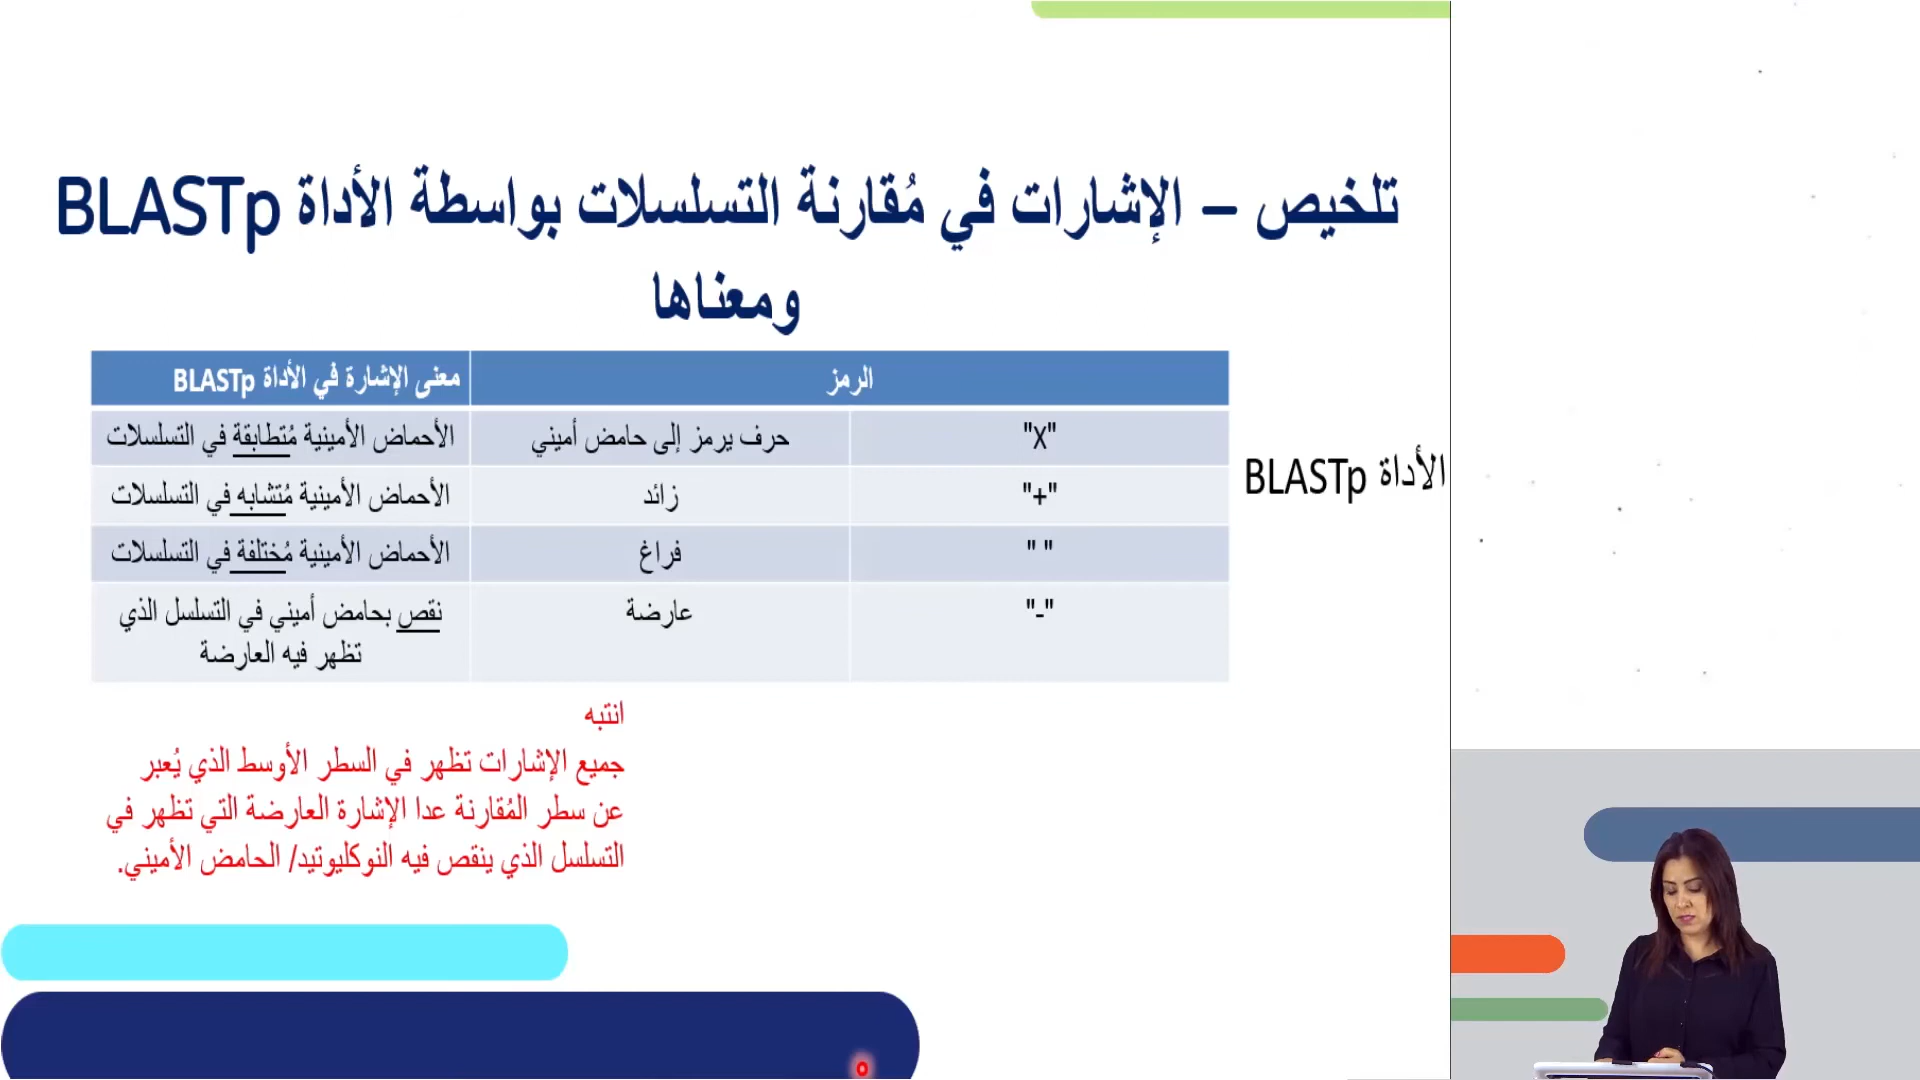 تلخيص – الإشارات في مُقارنة التسلسلات بواسطة الأداة BLASTp
ومعناها
الرمز
معنى الإشارة في الأداة BLASTp
"X"
حرف يرمز إلى حامض أميني
الأحماض الأمينية مُتطابقة في التسلسلات
"+"
زائد
الأحماض الأمينية مُتشابه في التسلسلات
" "
فراغ
الأحماض الأمينية مُختلفة في التسلسلات
"-"
عارضة
نقص بحامض أميني في التسلسل الذي
تظهر فيه العارضة
الأداة BLASTp
انتبه
جميع الإشارات تظهر في السطر الأوسط الذي يُعبر
عن سطر المُقارنة عدا الإشارة العارضة التي تظهر في
التسلسل الذي ينقص فيه النوكليوتيد/ الحامض الأميني.